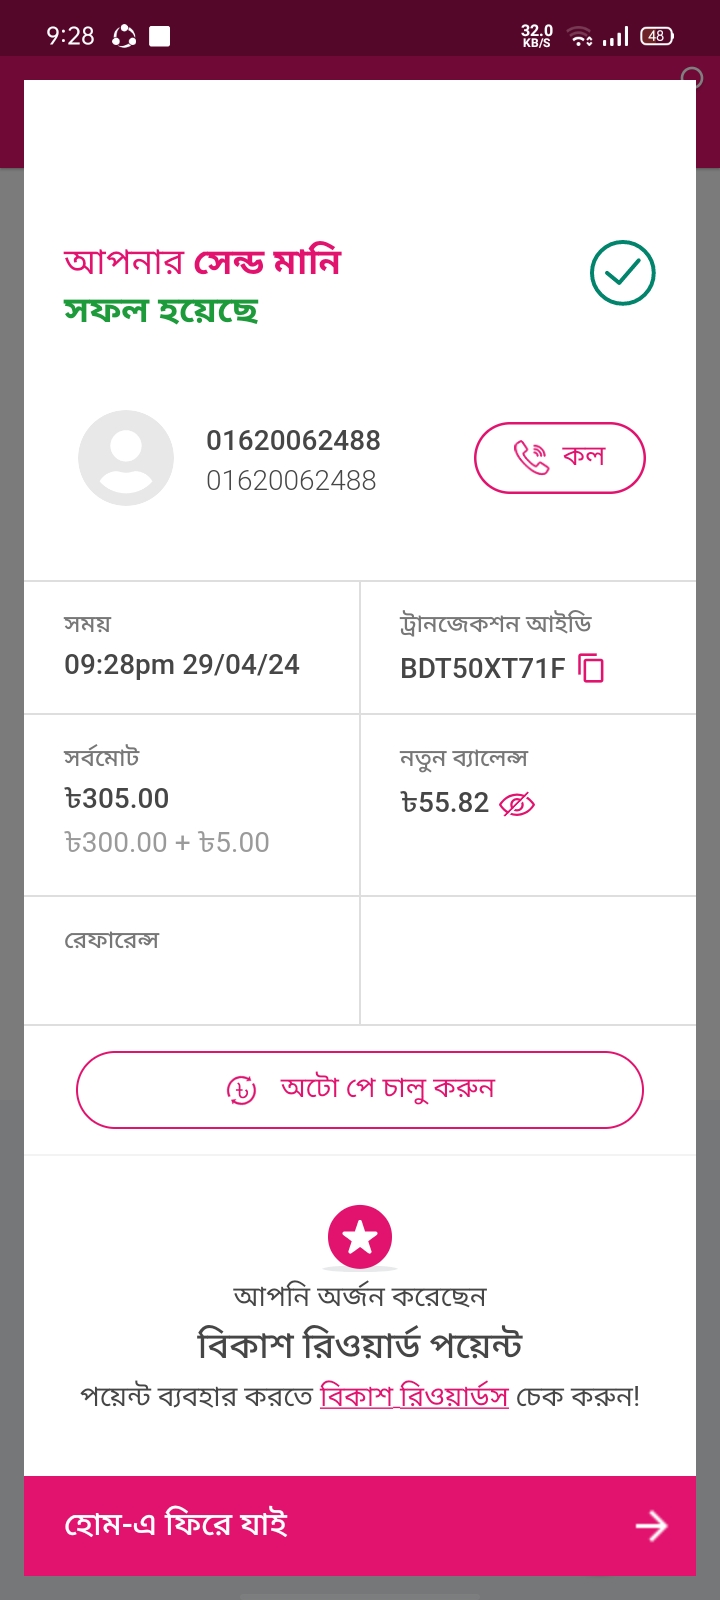 9:28
32.0
KB/S
48
আপনার সেন্ড মানি
সফল হয়েছে
01620062488
01620062488
কল
সময়
09:28pm 29/04/24
ট্রানজেকশন আইডি
BDT50XT71F
সর্বমোট
৳305.00
৳300.00 + ৳5.00
নতুন ব্যালেন্স
৳55.82
রেফারেন্স
অটো পে চালু করুন
আপনি অর্জন করেছেন
বিকাশ রিওয়ার্ড পয়েন্ট
পয়েন্ট ব্যবহার করতে বিকাশ রিওয়ার্ডস চেক করুন!
হোম-এ ফিরে যাই